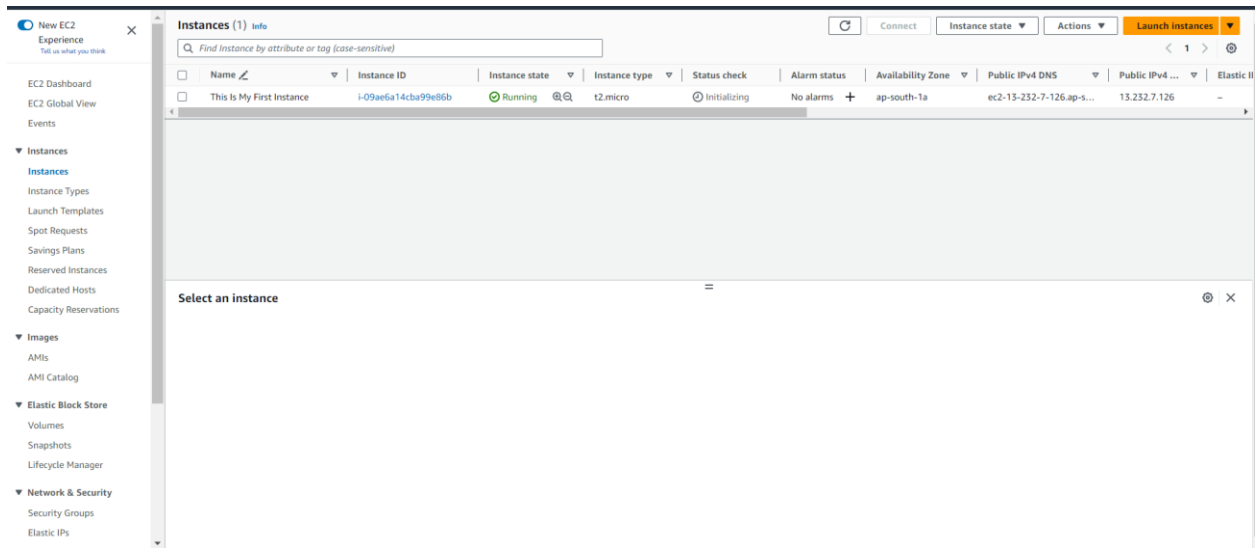 New EC2
Experience
Tell us what you think
EC2 Dashboard
EC2 Global View
Events
Instances
Instances
Instance Types
Launch Templates
Spot Requests
Savings Plans
Reserved Instances
Dedicated Hosts
Capacity Reservations
Images
AMIs
AMI Catalog
Elastic Block Store
Volumes
Snapshots
Lifecycle Manager
Network & Security
Security Groups
Elastic IPs
Instances (1) Info
Connect Instance state Actions Launch instances
Find Instance by attribute or tag (case-sensitive)
1
Name Instance ID Instance state Instance type Status check Alarm status Availability Zone Public IPv4 DNS Public IPv4 ... Elastic
This Is My First Instance i-09ae6a14cba99e86b Running t2.micro Initializing No alarms + ap-south-1a ec2-13-232-7-126.ap-s... 13.232.7.126 –
Select an instance